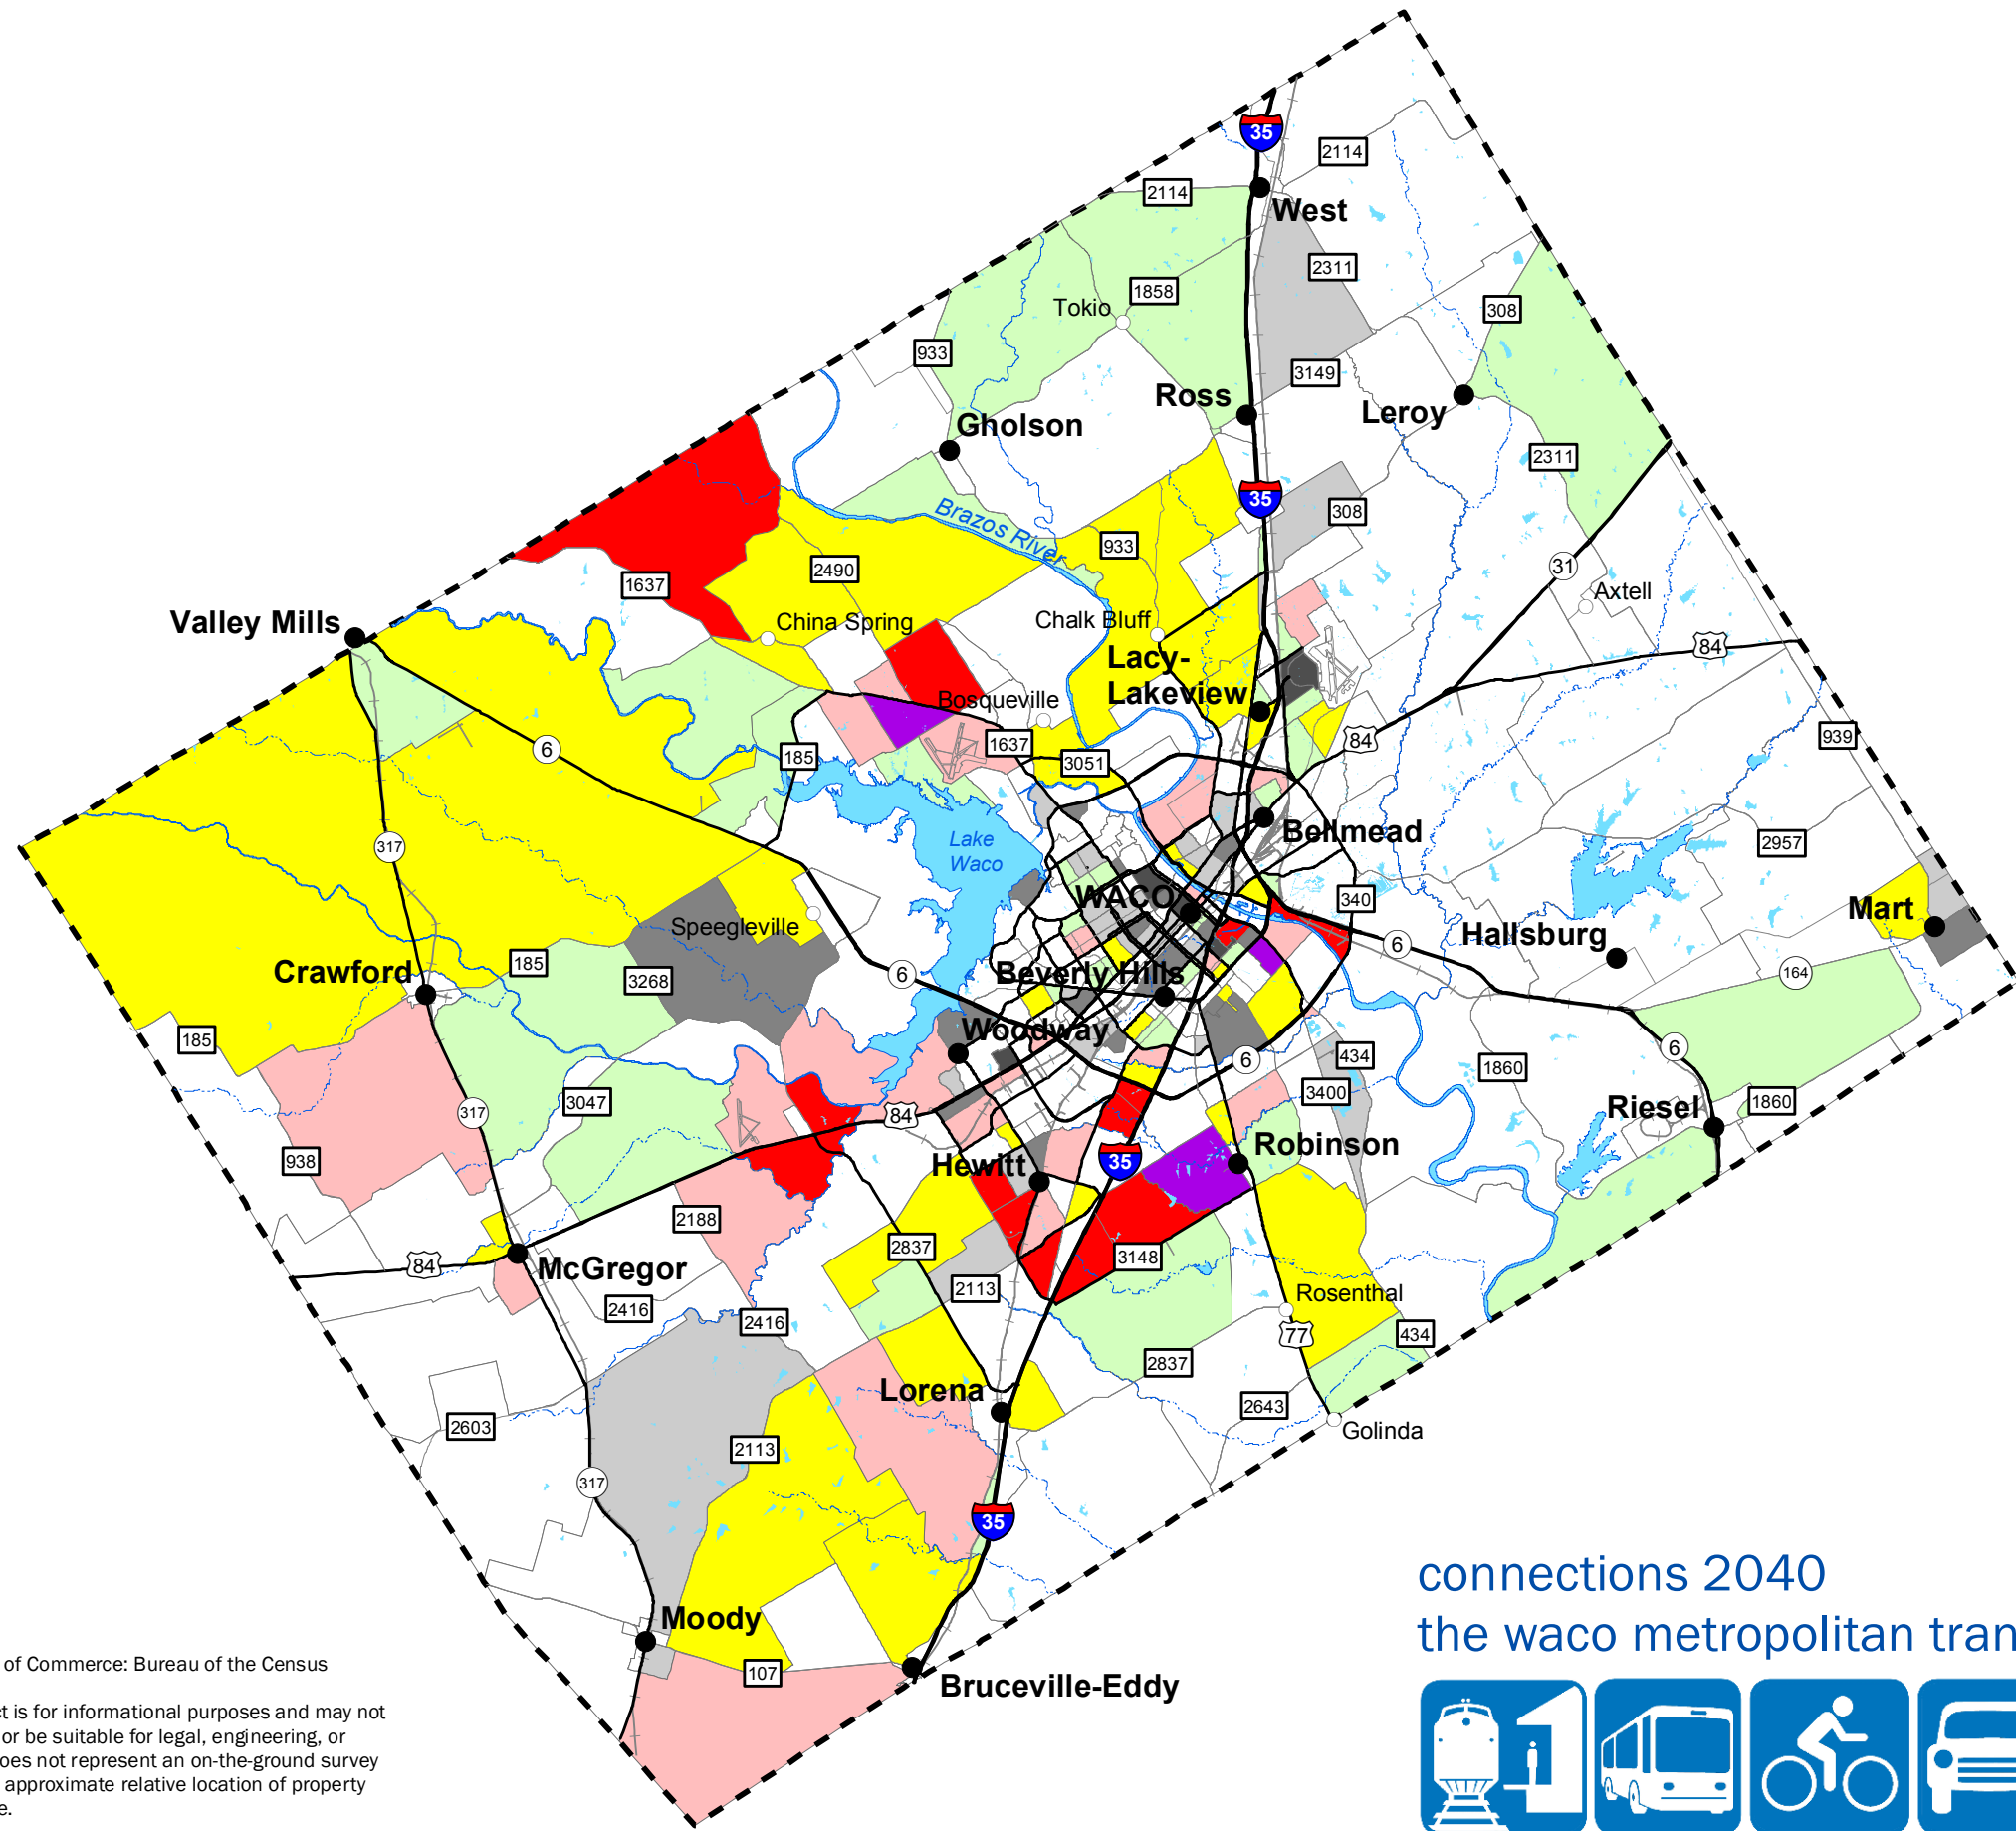 35
2114
2114
West
2311
1858
Tokio
308
933
3149
Ross
Leroy
Gholson
2311
35
308
Brazos River
933
31
2490
1637
Axtell
Valley Mills
China Spring
Chalk Bluff
84
Lacy-
Lakeview
Bosqueville
939
1637
84
6
185
3051
Bellmead
317
Lake
Waco
2957
WACO
340
Mart
Speegleville
Hallsburg
6
185
Crawford
3268
6
Beverly Hills
164
185
Woodway
6
434
6
1860
3400
3047
317
84
1860
Riesel
938
Robinson
Hewitt
35
2188
2837
3148
84
McGregor
2113
Rosenthal
2416
2416
77
434
2837
Lorena
2643
2603
Golinda
2113
317
35
connections 2040
the waco metropolitan tran
Moody
107
Bruceville-Eddy
of Commerce: Bureau of the Census
ct is for informational purposes and may not
or be suitable for legal, engineering, or
oes not represent an on-the-ground survey
approximate relative location of property
e.